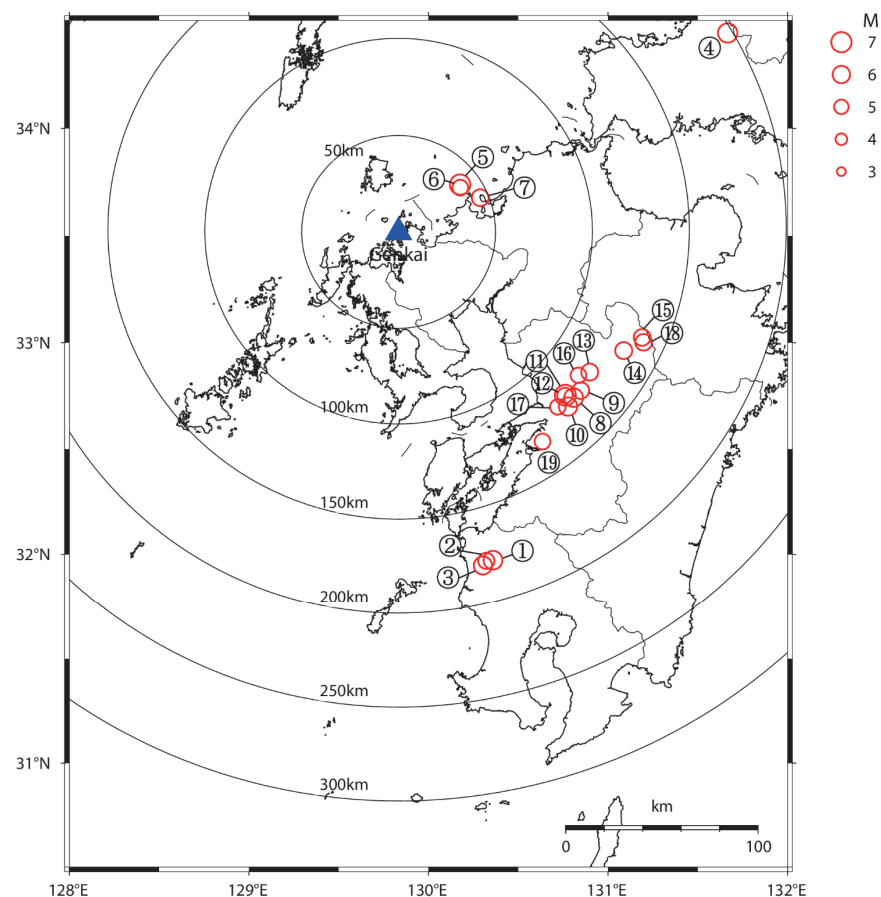 M
7
④
6
34°N
5
50km
⑤
4
⑥
⑦
3
Genkai
33°N
⑮
⑱
⑬
⑯
⑪
⑭
⑫
100km
⑰
⑨
⑧
⑩
⑲
150km
32°N
②
①
③
200km
250km
31°N
300km
km
0
100
128°E
129°E
130°E
131°E
132°E